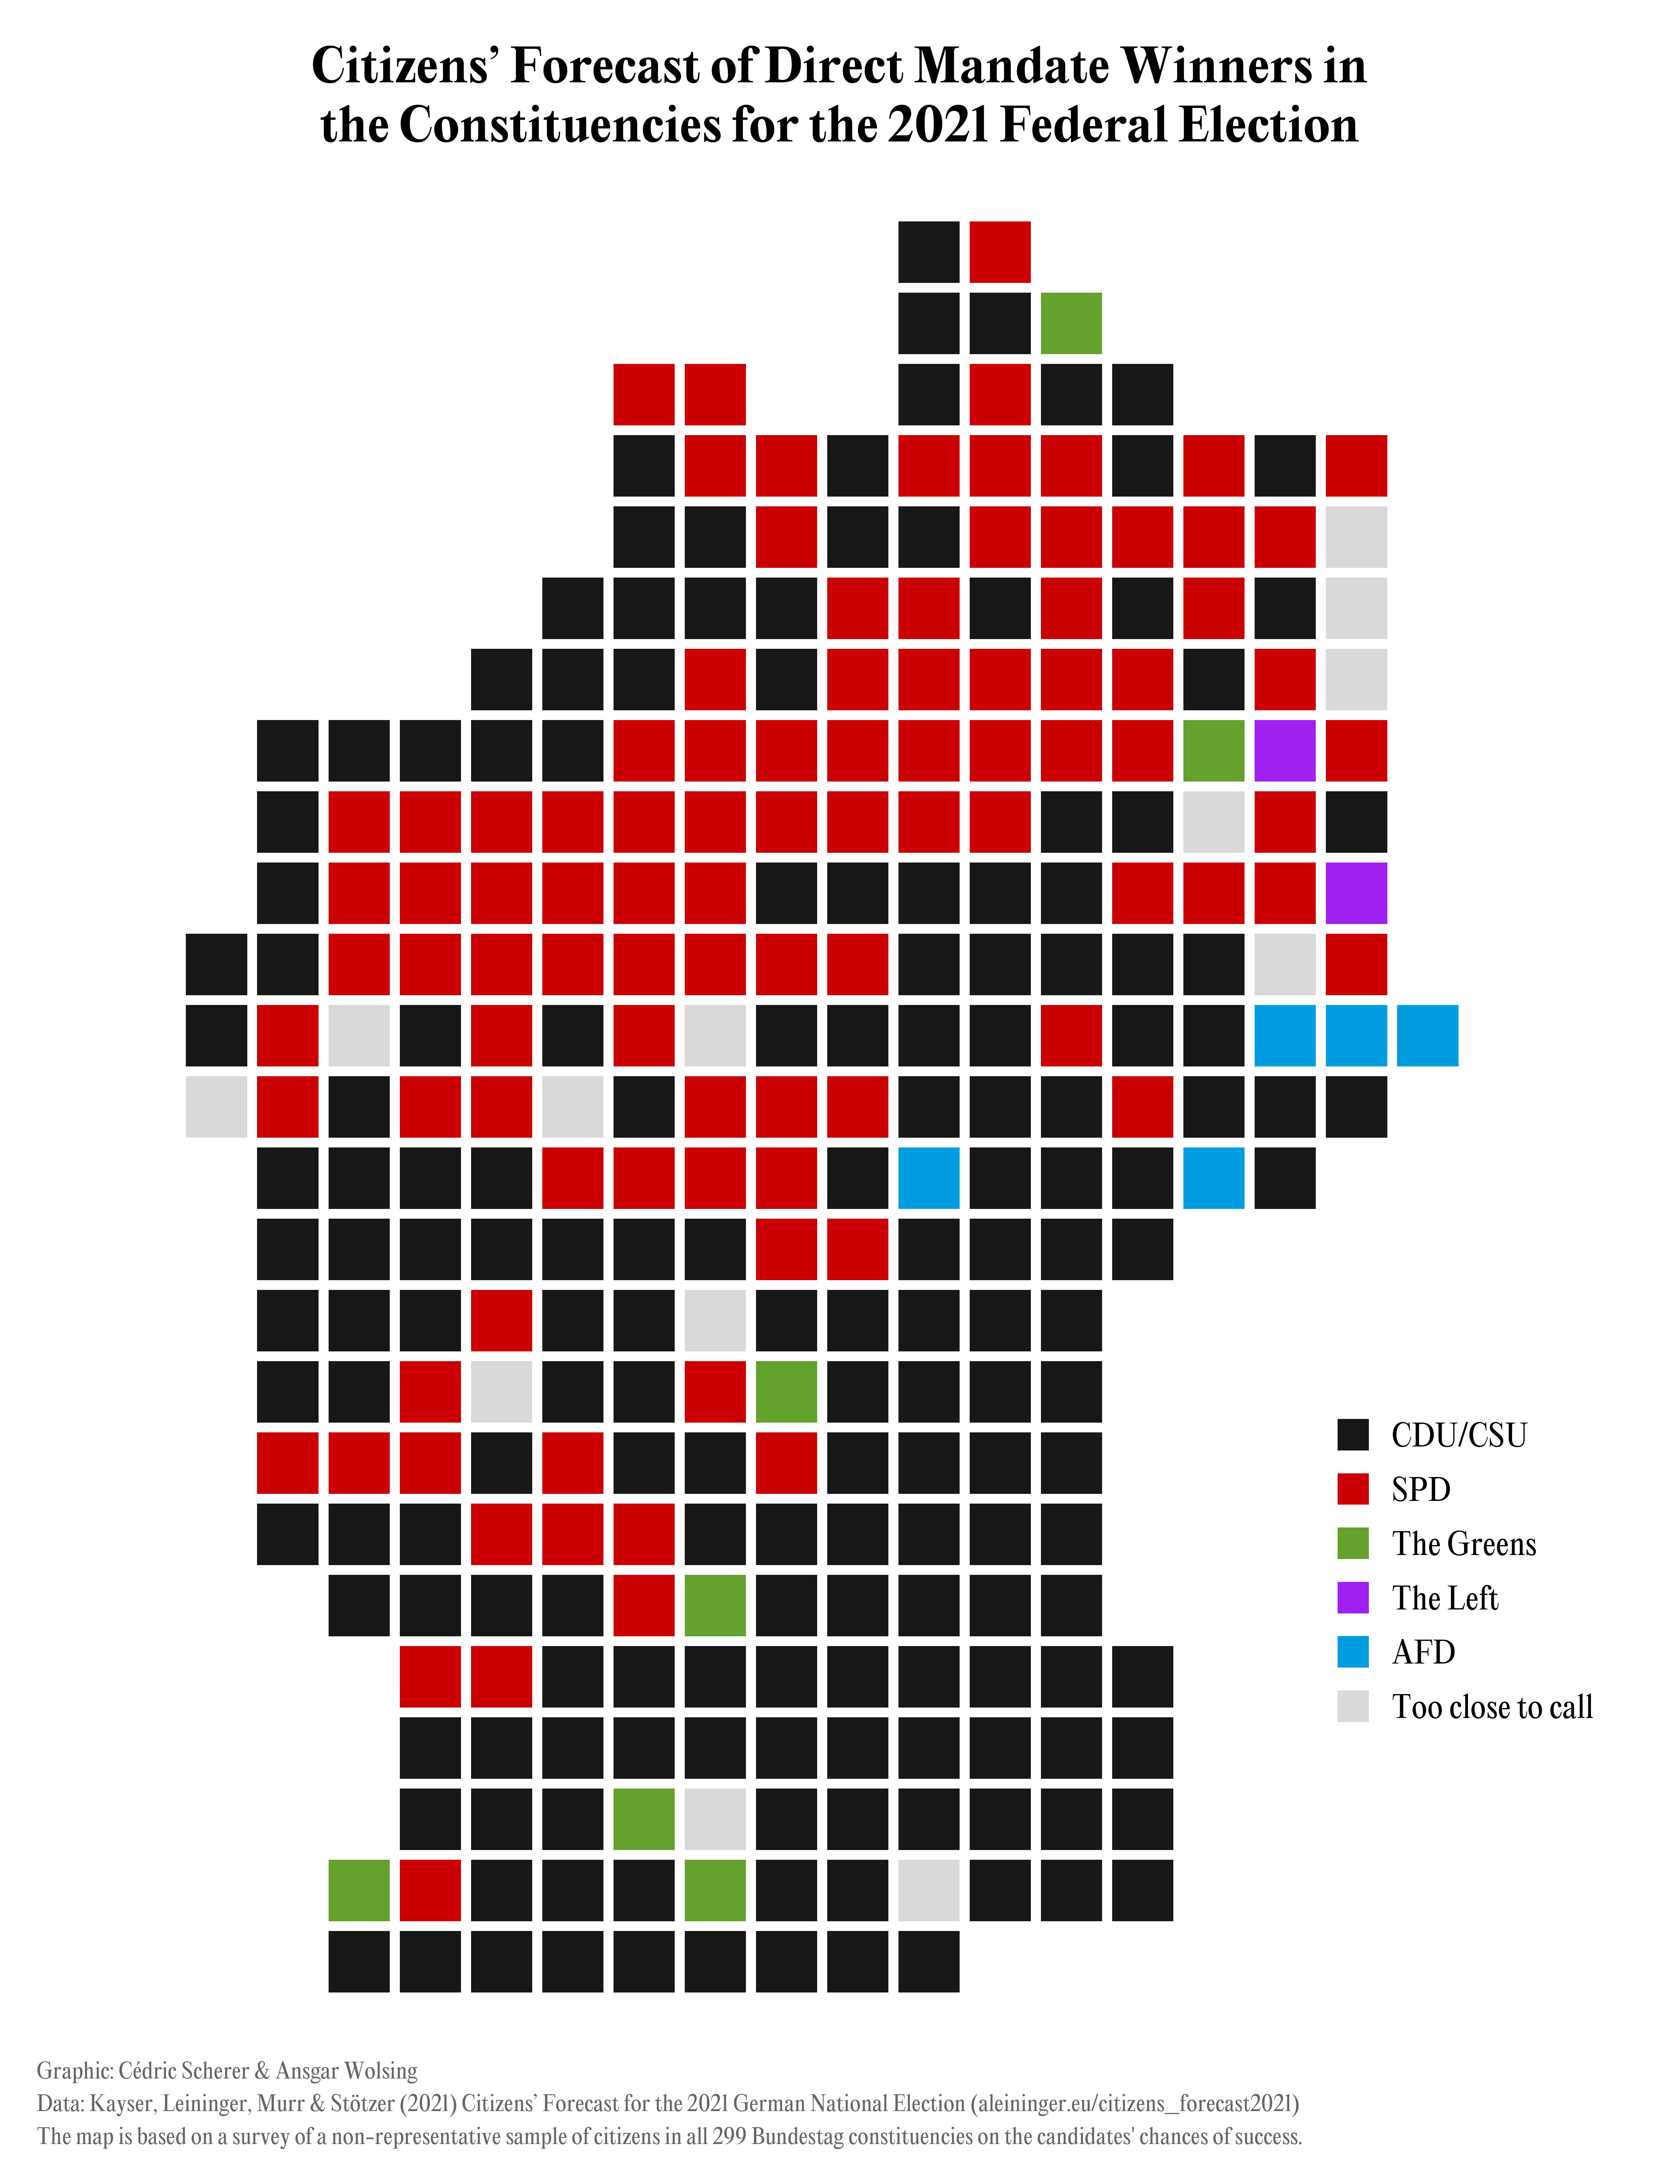 Citizens’ Forecast of Direct Mandate Winners in
the Constituencies for the 2021 Federal Election
CDU/CSU
SPD
The Greens
The Left
AFD
Too close to call
Graphic: Cédric Scherer & Ansgar Wolsing
Data: Kayser, Leininger, Murr & Stötzer (2021) Citizens’ Forecast for the 2021 German National Election (aleininger.eu/citizens_forecast2021)
The map is based on a survey of a non-representative sample of citizens in all 299 Bundestag constituencies on the candidates' chances of success.